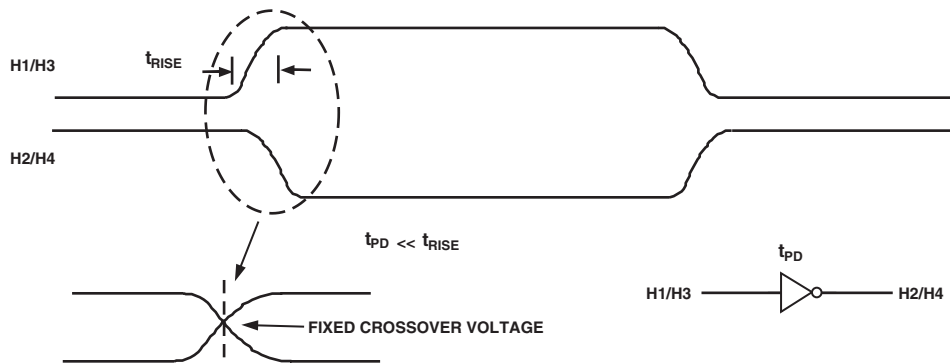 H1/H3
tRISE
H2/H4
tPD << tRISE
tPD
H1/H3
H2/H4
FIXED CROSSOVER VOLTAGE